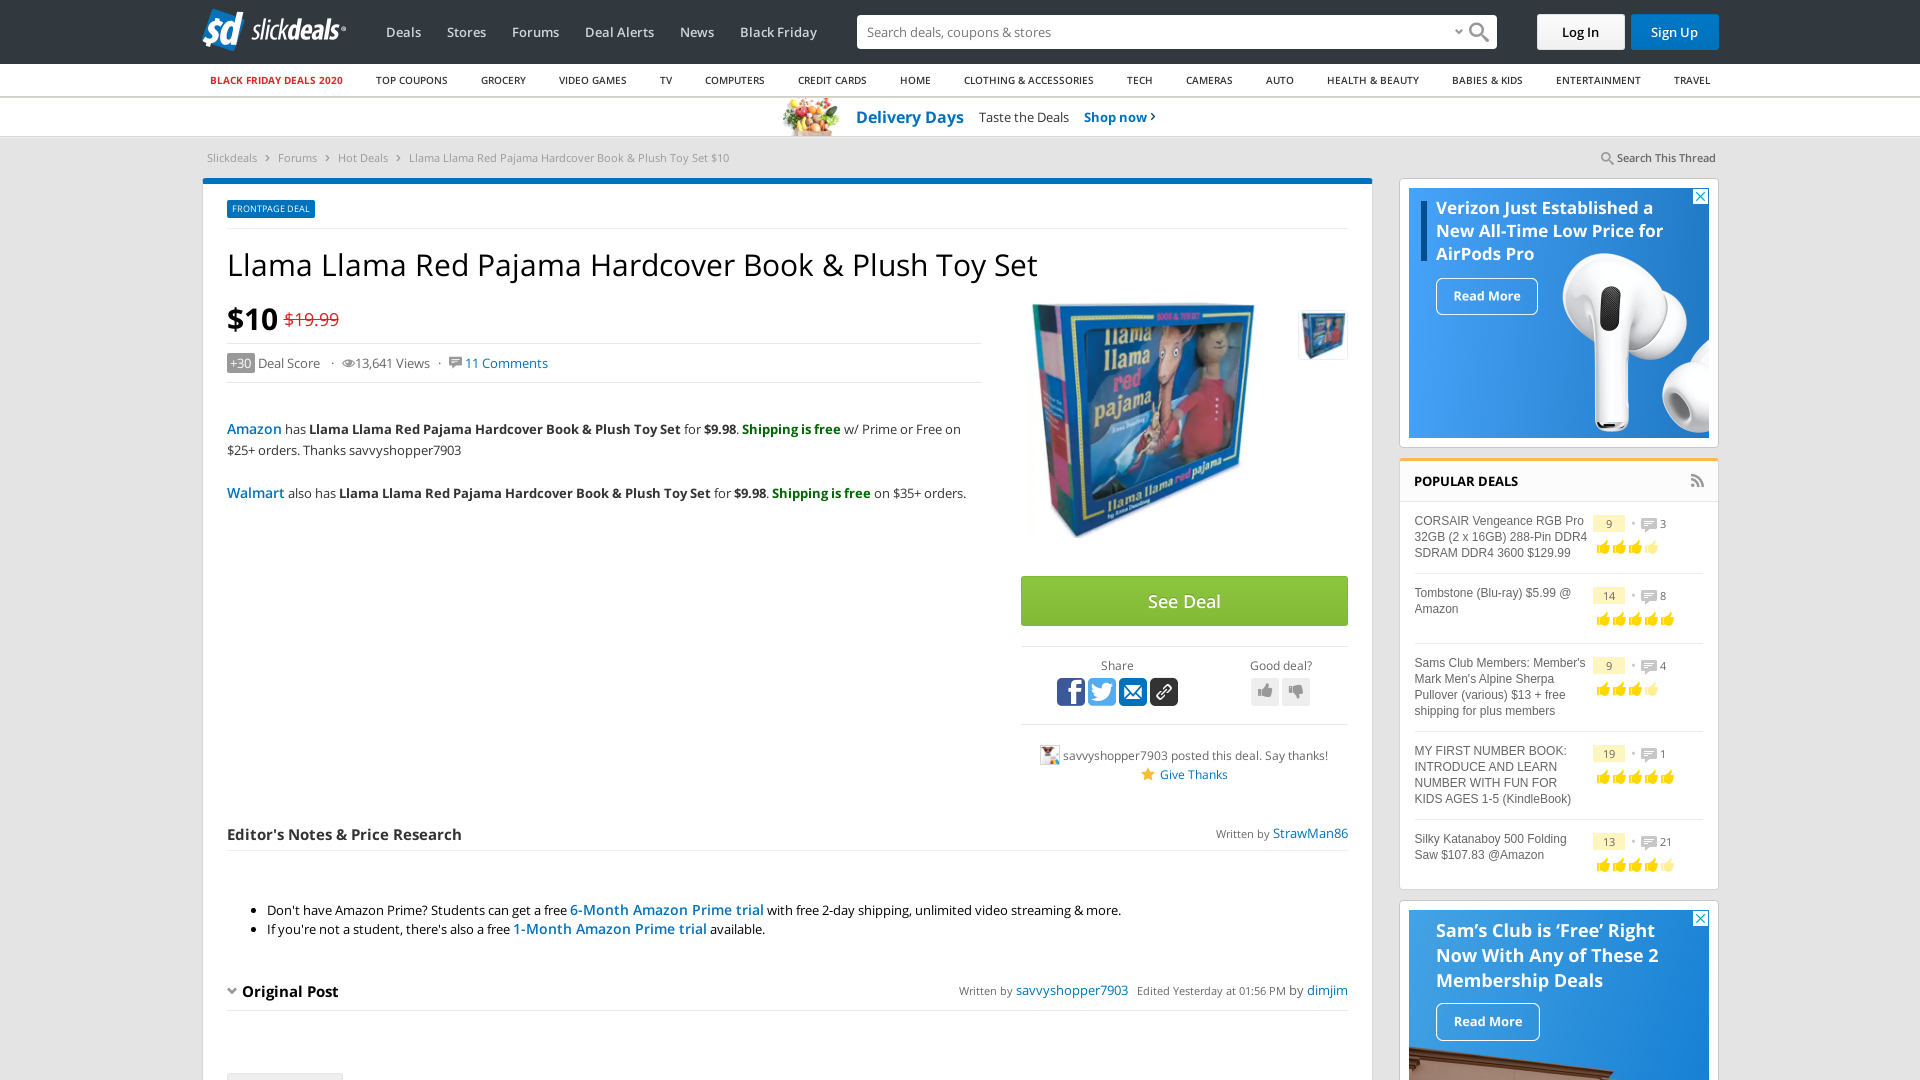 slickdeals
Deals Stores Forums Deal Alerts News Black Friday
Search deals, coupons & stores
Log In Sign Up
BLACK FRIDAY DEALS 2020 TOP COUPONS GROCERY VIDEO GAMES TV COMPUTERS CREDIT CARDS HOME CLOTHING & ACCESSORIES TECH CAMERAS AUTO HEALTH & BEAUTY BABIES & KIDS ENTERTAINMENT TRAVEL
Delivery Days Taste the Deals Shop now
Slickdeals > Forums > Hot Deals > Llama Llama Red Pajama Hardcover Book & Plush Toy Set $10
Search This Thread
FRONTPAGE DEAL
Llama Llama Red Pajama Hardcover Book & Plush Toy Set
$10 $19.99
+30 Deal Score · 13,641 Views · 11 Comments
Amazon has Llama Llama Red Pajama Hardcover Book & Plush Toy Set for $9.98. Shipping is free w/ Prime or Free on
$25+ orders. Thanks savvyshopper7903
Walmart also has Llama Llama Red Pajama Hardcover Book & Plush Toy Set for $9.98. Shipping is free on $35+ orders.
BOOK & TOY SET
llama
llama
red
pajama
llama llama red pajama
See Deal
Share
Good deal?
savvyshopper7903 posted this deal. Say thanks!
Give Thanks
Editor's Notes & Price Research
Written by StrawMan86
• Don't have Amazon Prime? Students can get a free 6-Month Amazon Prime trial with free 2-day shipping, unlimited video streaming & more.
• If you're not a student, there's also a free 1-Month Amazon Prime trial available.
Original Post
Written by savvyshopper7903 Edited Yesterday at 01:56 PM by dimjim
Verizon Just Established a
New All-Time Low Price for
AirPods Pro
Read More
POPULAR DEALS
CORSAIR Vengeance RGB Pro
32GB (2 x 16GB) 288-Pin DDR4
SDRAM DDR4 3600 $129.99
9 • 3
Tombstone (Blu-ray) $5.99 @
Amazon
14 • 8
Sams Club Members: Member's
Mark Men's Alpine Sherpa
Pullover (various) $13 + free
shipping for plus members
9 • 4
MY FIRST NUMBER BOOK:
INTRODUCE AND LEARN
NUMBER WITH FUN FOR
KIDS AGES 1-5 (KindleBook)
19 • 1
Silky Katanaboy 500 Folding
Saw $107.83 @Amazon
13 • 21
Sam's Club is 'Free' Right
Now With Any of These 2
Membership Deals
Read More